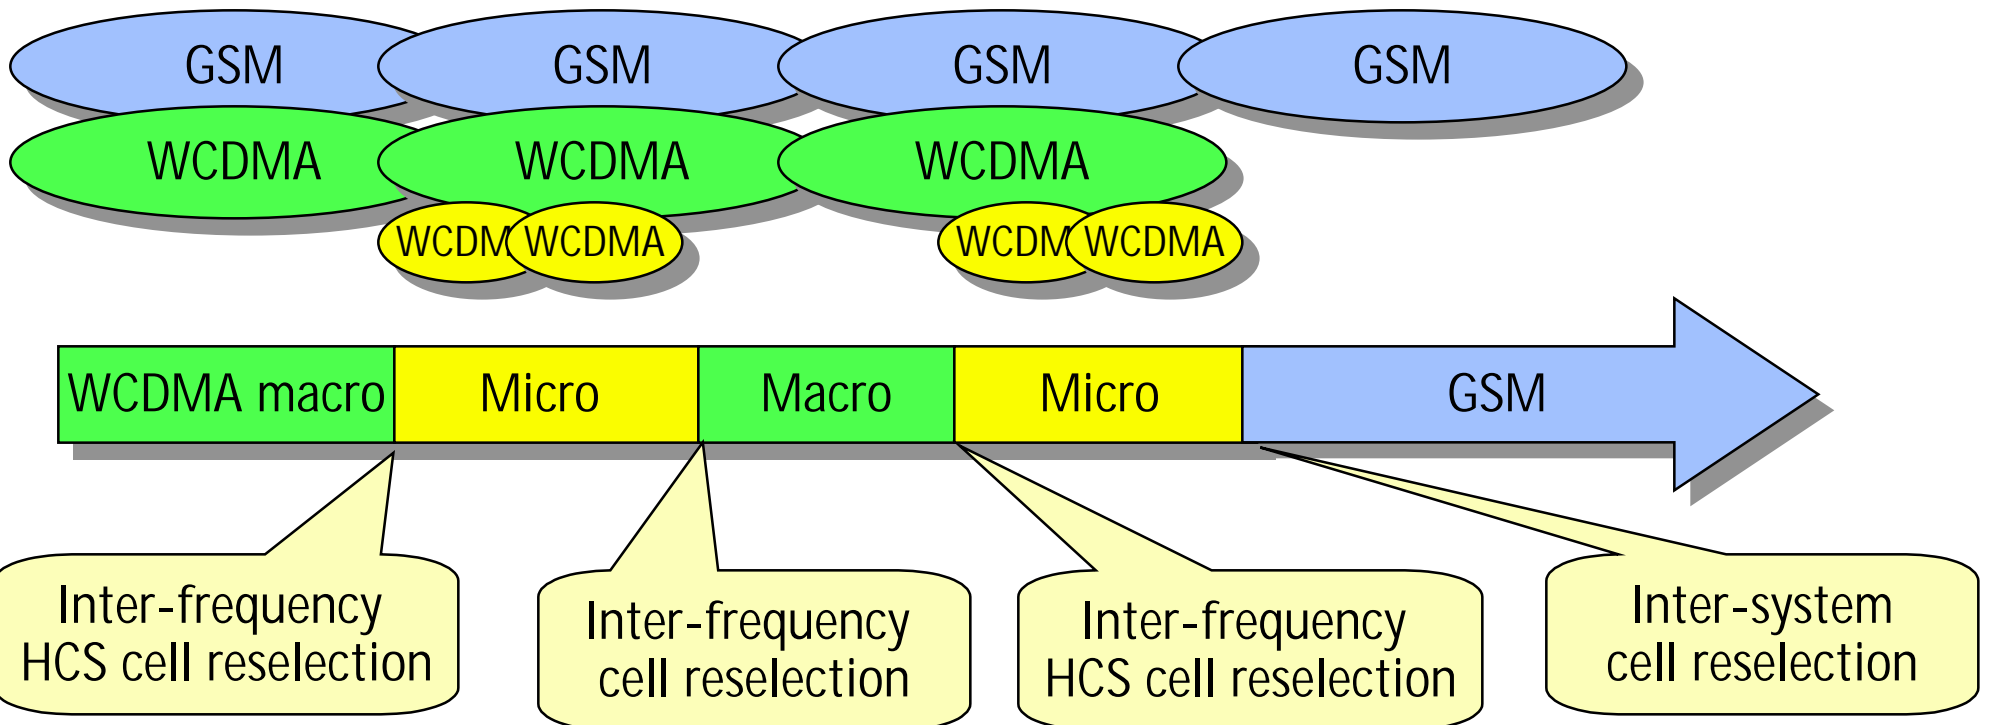 GSM GSM GSM GSM
WCDMA WCDMA WCDMA
WCDM WCDMA WCDM WCDMA
WCDMA macro Micro Macro Micro GSM
Inter-frequency
HCS cell reselection
Inter-frequency
cell reselection
Inter-frequency
HCS cell reselection
Inter-system
cell reselection